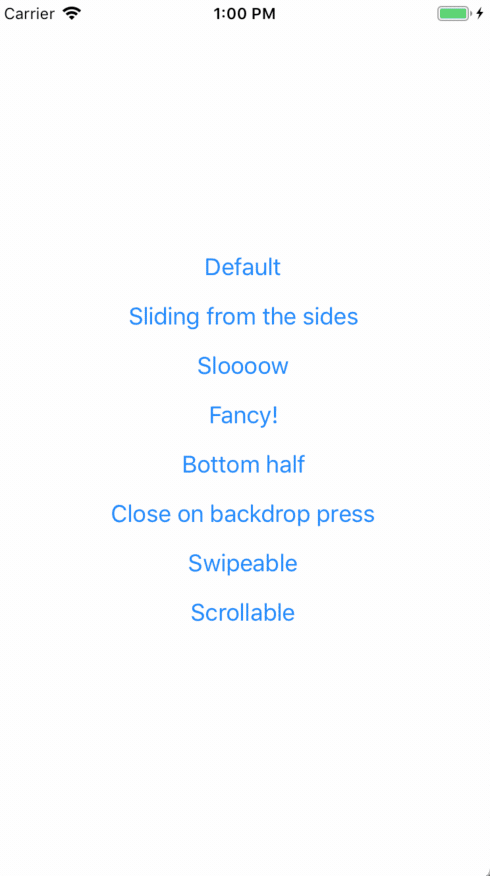 Carrier 1:00 PM
Default
Sliding from the sides
Sloooow
Fancy!
Bottom half
Close on backdrop press
Swipeable
Scrollable